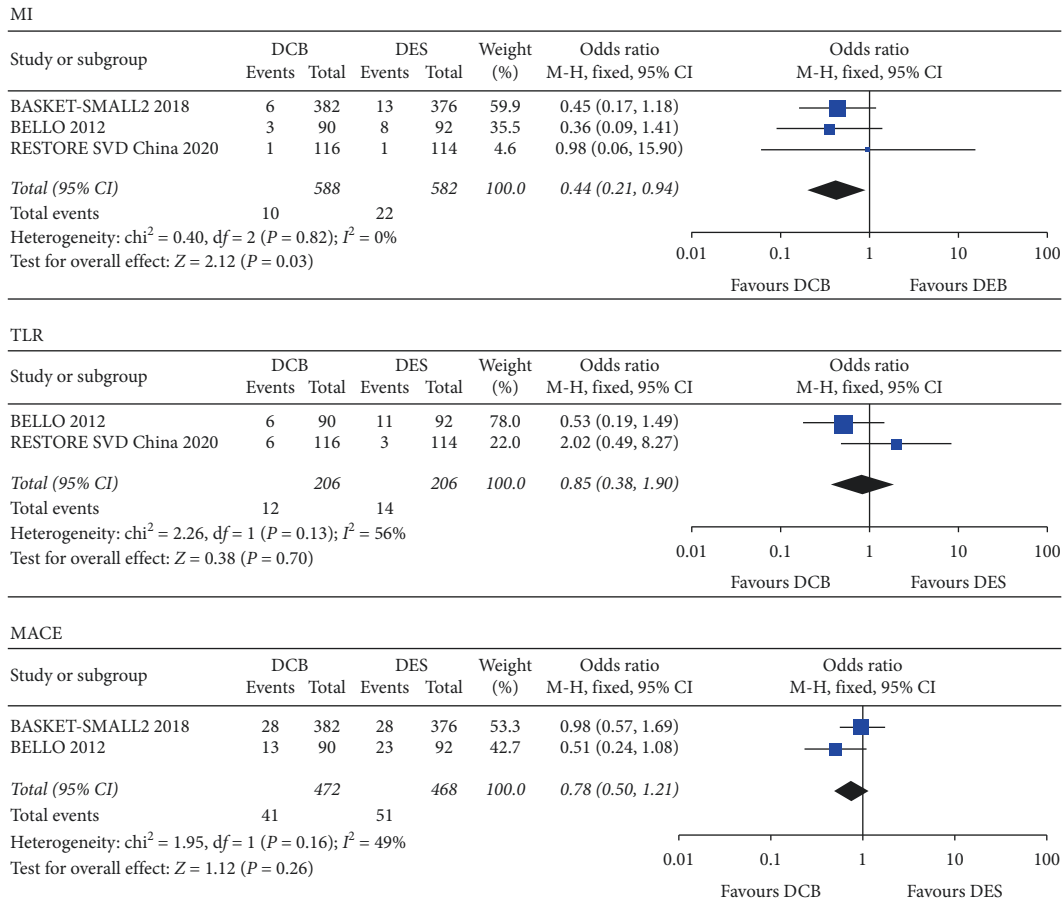 MI
Study or subgroup DCB DES Weight Odds ratio Odds ratio
Events Total Events Total (%) M-H, fixed, 95% CI M-H, fixed, 95% CI
BASKET-SMALL2 2018 6 382 13 376 59.9 0.45 (0.17, 1.18)
BELLO 2012 3 90 8 92 35.5 0.36 (0.09, 1.41)
RESTORE SVD China 2020 1 116 1 114 4.6 0.98 (0.06, 15.90)
Total (95% CI) 588 582 100.0 0.44 (0.21, 0.94)
Total events 10 22
Heterogeneity: chi² = 0.40, df = 2 (P = 0.82); I² = 0%
Test for overall effect: Z = 2.12 (P = 0.03)
0.01 0.1 1 10 100
Favours DCB Favours DEB
TLR
Study or subgroup DCB DES Weight Odds ratio Odds ratio
Events Total Events Total (%) M-H, fixed, 95% CI M-H, fixed, 95% CI
BELLO 2012 6 90 11 92 78.0 0.53 (0.19, 1.49)
RESTORE SVD China 2020 6 116 3 114 22.0 2.02 (0.49, 8.27)
Total (95% CI) 206 206 100.0 0.85 (0.38, 1.90)
Total events 12 14
Heterogeneity: chi² = 2.26, df = 1 (P = 0.13); I² = 56%
Test for overall effect: Z = 0.38 (P = 0.70)
0.01 0.1 1 10 100
Favours DCB Favours DES
MACE
Study or subgroup DCB DES Weight Odds ratio Odds ratio
Events Total Events Total (%) M-H, fixed, 95% CI M-H, fixed, 95% CI
BASKET-SMALL2 2018 28 382 28 376 53.3 0.98 (0.57, 1.69)
BELLO 2012 13 90 23 92 42.7 0.51 (0.24, 1.08)
Total (95% CI) 472 468 100.0 0.78 (0.50, 1.21)
Total events 41 51
Heterogeneity: chi² = 1.95, df = 1 (P = 0.16); I² = 49%
Test for overall effect: Z = 1.12 (P = 0.26)
0.01 0.1 1 10 100
Favours DCB Favours DES